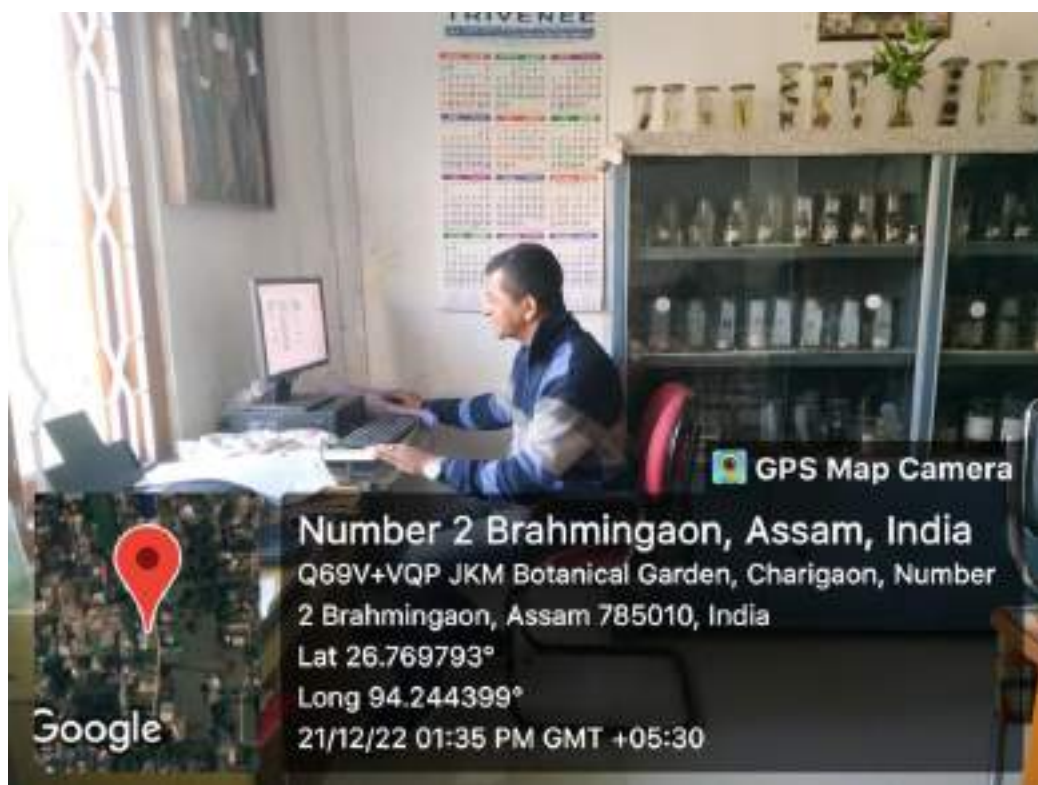 TRIVENEE
GPS Map Camera
Number 2 Brahmingaon, Assam, India
Q69V+VQP JKM Botanical Garden, Charigaon, Number
2 Brahmingaon, Assam 785010, India
Lat 26.769793°
Long 94.244399°
21/12/22 01:35 PM GMT +05:30
Google